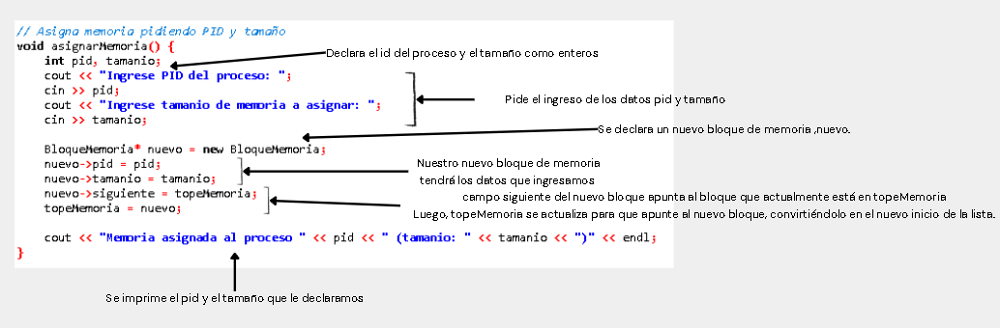 // Asigna memoria pidiendo PID y tamaño
void asignarMemoria() {
int pid, tamanio;
Declara el id del proceso y el tamaño como enteros
cout << "Ingrese PID del proceso: ";
cin >> pid;
cout << "Ingrese tamanio de memoria a asignar: ";
cin >> tamanio;
Pide el ingreso de los datos pid y tamaño
Se declara un nuevo bloque de memoria ,nuevo.
BloqueMemoria* nuevo = new BloqueMemoria;
nuevo->pid = pid;
nuevo->tamanio = tamanio;
Nuestro nuevo bloque de memoria
tendrá los datos que ingresamos
nuevo->siguiente = topeMemoria;
topeMemoria = nuevo;
campo siguiente del nuevo bloque apunta al bloque que actualmente está en topeMemoria
Luego, topeMemoria se actualiza para que apunte al nuevo bloque, convirtiéndolo en el nuevo inicio de la lista.
cout << "Memoria asignada al proceso " << pid << " (tamanio: " << tamanio << ")" << endl;
}
Se imprime el pid y el tamaño que le declaramos